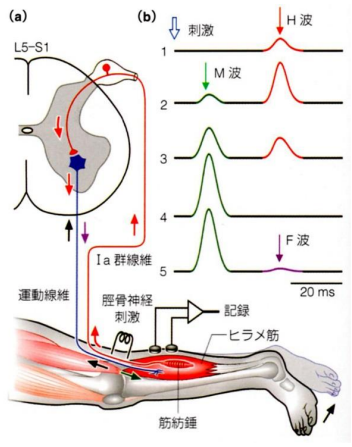 (a)
L5-S1
Ia 群線維
運動線維
脛骨神経
刺激
記録
ヒラメ筋
筋紡錘
(b)
刺激
H 波
M 波
1
2
3
4
5
F 波
20 ms